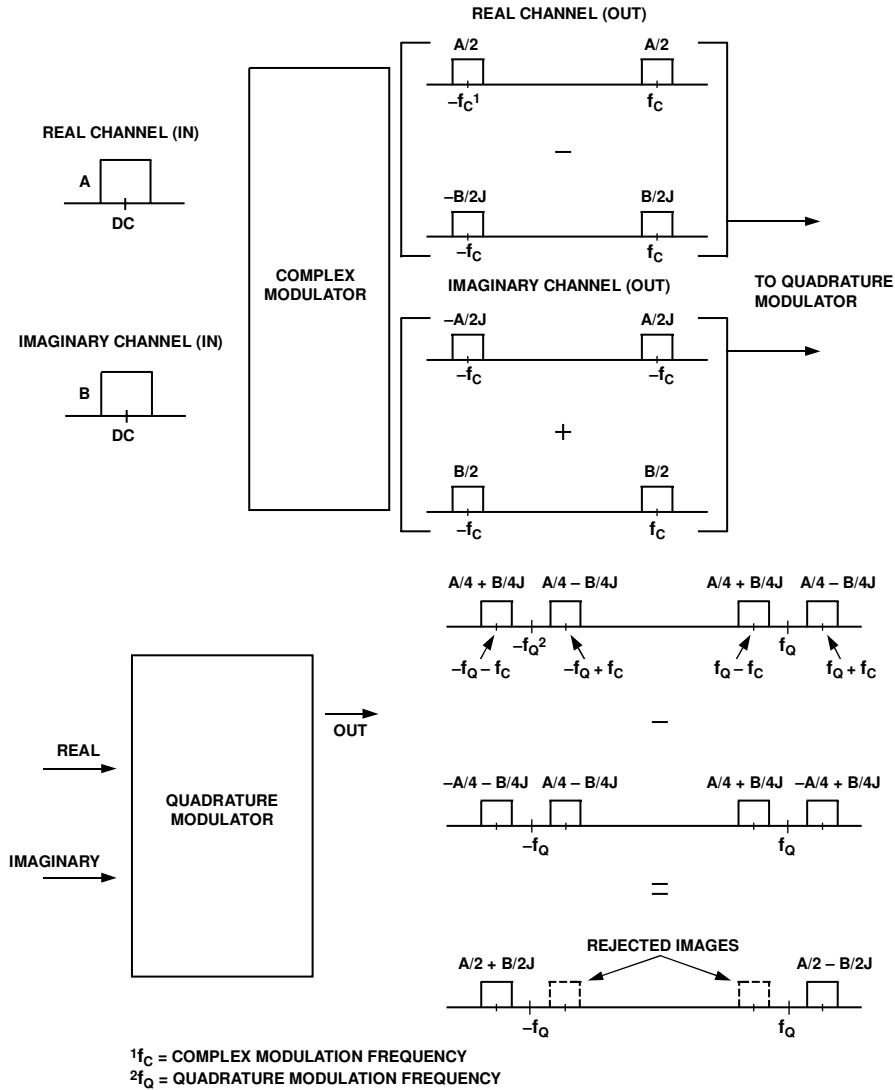 REAL CHANNEL (OUT)
A/2 A/2
–fC1 fC
REAL CHANNEL (IN)
A
DC
–
–B/2J B/2J
–fC fC
COMPLEX
MODULATOR
IMAGINARY CHANNEL (OUT)
TO QUADRATURE
MODULATOR
–A/2J A/2J
–fC –fC
IMAGINARY CHANNEL (IN)
B
DC
+
B/2 B/2
–fC fC
A/4 + B/4J A/4 – B/4J A/4 + B/4J A/4 – B/4J
–fQ2 fQ
–fQ – fC –fQ + fC fQ – fC fQ + fC
OUT
–
REAL
QUADRATURE
MODULATOR
IMAGINARY
–A/4 – B/4J A/4 – B/4J A/4 + B/4J –A/4 + B/4J
–fQ fQ
=
REJECTED IMAGES
A/2 + B/2J A/2 – B/2J
–fQ fQ
1fC = COMPLEX MODULATION FREQUENCY
2fQ = QUADRATURE MODULATION FREQUENCY